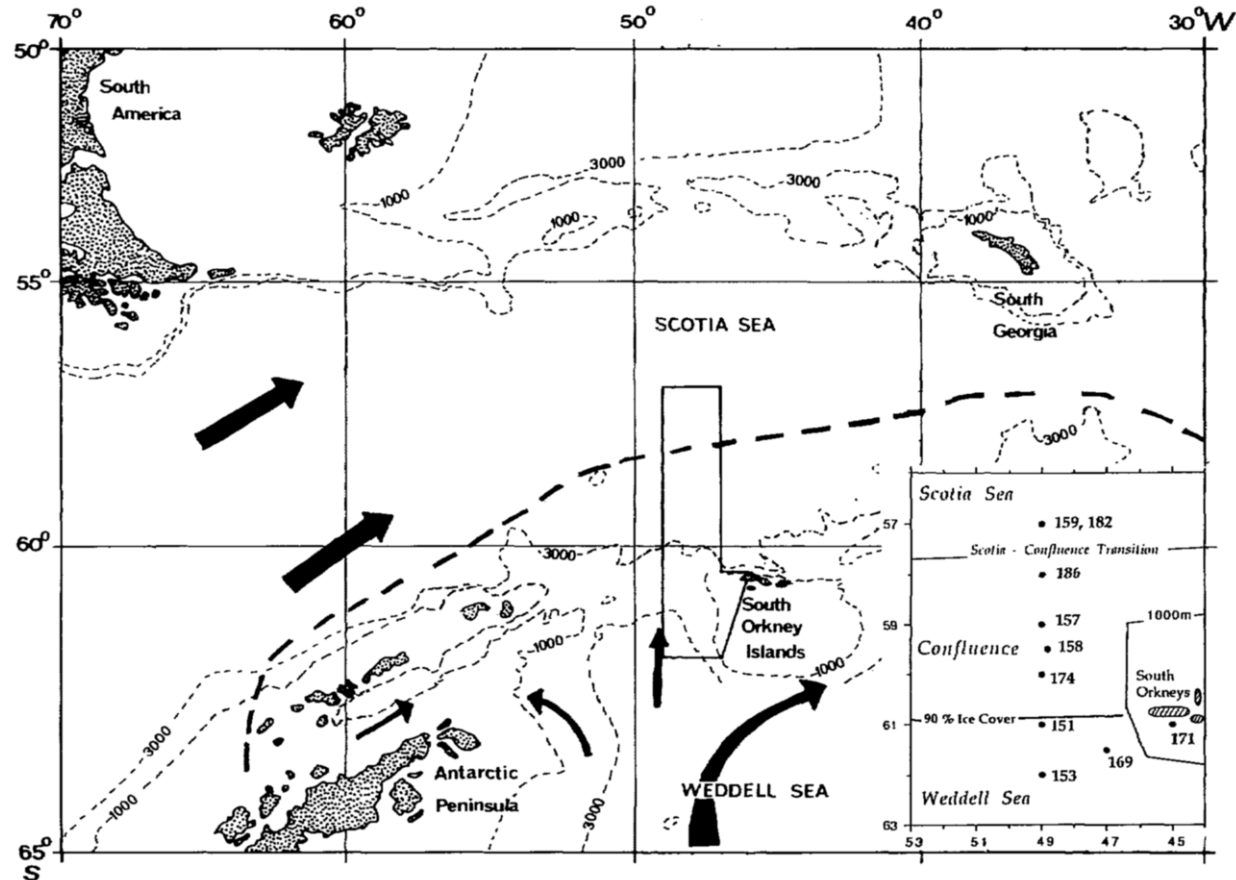 70° 60° 50° 40° 30°W
50°
South
America
3000
1000
3000
1000
1000
55°
SCOTIA SEA
South
Georgia
3000
60°
3000
South
Orkney
Islands
1000
1000
3000
1000
Antarctic
Peninsula
3000
WEDDELL SEA
65°
S
Scotia Sea
57
159, 182
Scotia - Confluence Transition
186
59
157
1000m
Confluence
158
174
South
Orkneys
90 % Ice Cover
61
151
171
169
153
Weddell Sea
63
53 51 49 47 45